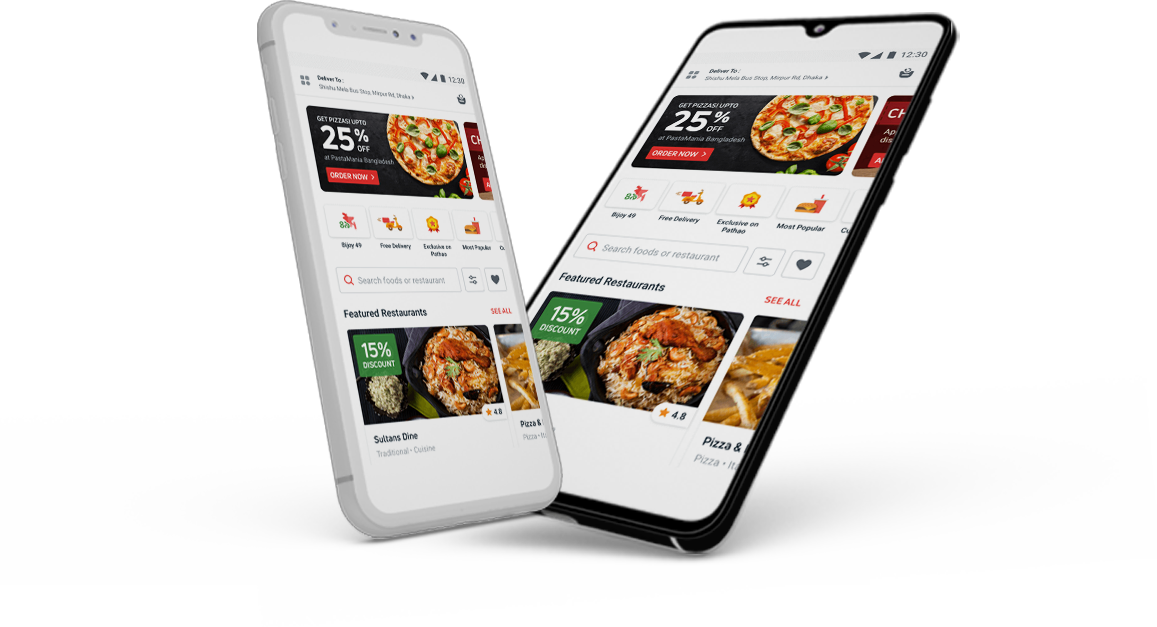 12:30
Deliver To :
Shishu Mela Bus Stop, Mirpur Rd, Dhaka
GET PIZZAS! UPTO
25% OFF
at PastaMania Bangladesh
ORDER NOW >
CH
Ap
A
Bijoy 49
Free Delivery
Exclusive on
Pathao
Most Popular
Search foods or restaurant
Featured Restaurants
SEE ALL
15%
DISCOUNT
4.8
Sultans Dine
Traditional • Cuisine
Pizza &
Pizza • Ita
12:30
Deliver To :
Shishu Mela Bus Stop, Mirpur Rd, Dhaka
GET PIZZAS! UPTO
25% OFF
at PastaMania Bangladesh
ORDER NOW >
CH
Ap
dis
A
Bijoy 49
Free Delivery
Exclusive on
Pathao
Most Popular
Search foods or restaurant
Featured Restaurants
SEE ALL
15%
DISCOUNT
4.8
Pizza &
Pizza • Ita